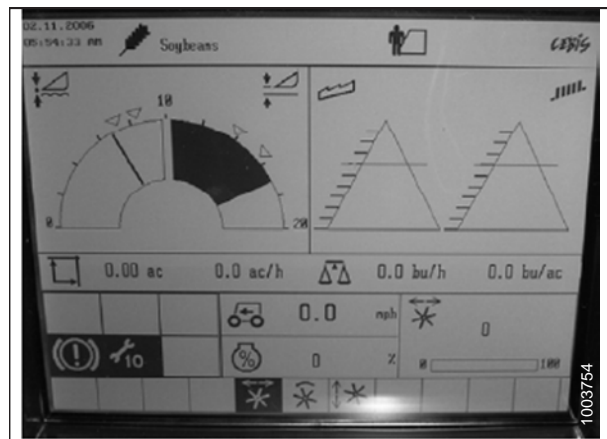 02.11.2006
05:54:33 AM
Soybeans
CEBIS
10
0
20
0.00 ac
0.0 ac/h
0.0 bu/h
0.0 bu/ac
0.0 mph
0
10
%
0 %
0 100
1003754